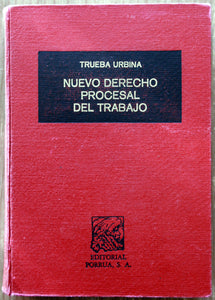 TRUEBA URBINA
NUEVO DERECHO
PROCESAL
DEL TRABAJO
EDITORIAL
PORRUA, S. A.